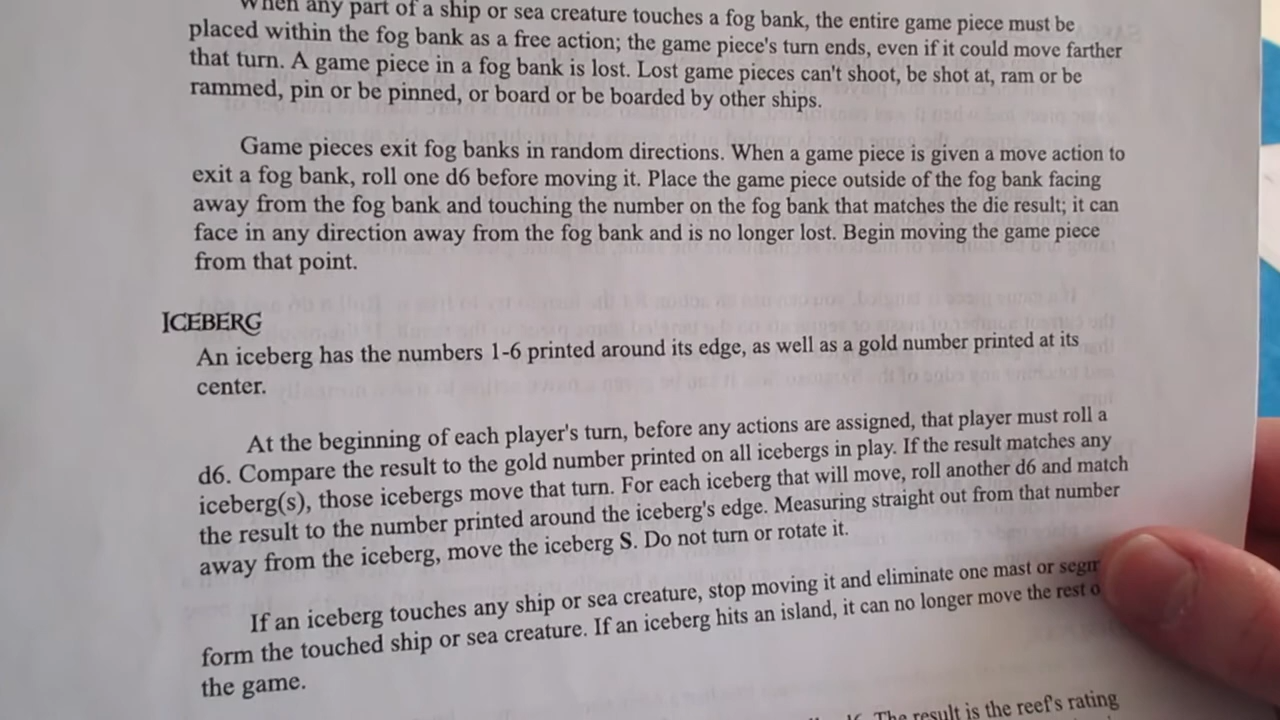 When any part of a ship or sea creature touches a fog bank, the entire game piece must be
placed within the fog bank as a free action; the game piece's turn ends, even if it could move farther
that turn. A game piece in a fog bank is lost. Lost game pieces can't shoot, be shot at, ram or be
rammed, pin or be pinned, or board or be boarded by other ships.
Game pieces exit fog banks in random directions. When a game piece is given a move action to
exit a fog bank, roll one d6 before moving it. Place the game piece outside of the fog bank facing
away from the fog bank and touching the number on the fog bank that matches the die result; it can
face in any direction away from the fog bank and is no longer lost. Begin moving the game piece
from that point.
ICEBERG
An iceberg has the numbers 1-6 printed around its edge, as well as a gold number printed at its
center.
At the beginning of each player's turn, before any actions are assigned, that player must roll a
d6. Compare the result to the gold number printed on all icebergs in play. If the result matches any
iceberg(s), those icebergs move that turn. For each iceberg that will move, roll another d6 and match
the result to the number printed around the iceberg's edge. Measuring straight out from that number
away from the iceberg, move the iceberg S. Do not turn or rotate it.
If an iceberg touches any ship or sea creature, stop moving it and eliminate one mast or
form the touched ship or sea creature. If an iceberg hits an island, it can no longer move the rest
the game.
The result is the reef's rating